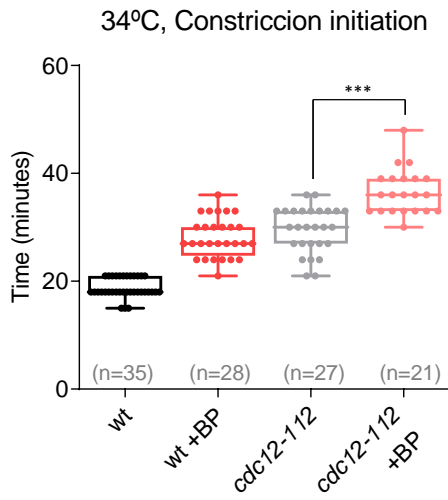 34ºC, Constriccion initiation
***
Time (minutes)
60
40
20
0
(n=35) (n=28) (n=27) (n=21)
wt
wt +BP
cdc12-112
cdc12-112
+BP